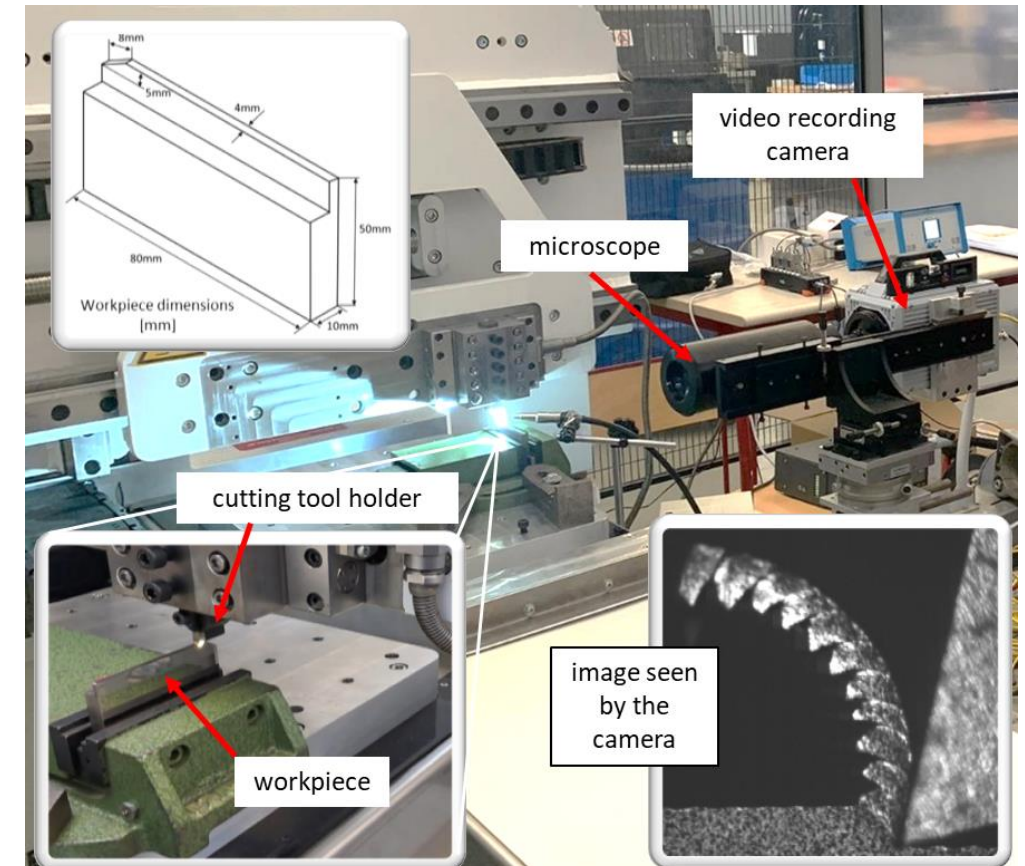 8mm
5mm
4mm
50mm
80mm
10mm
Workpiece dimensions
[mm]
video recording
camera
microscope
cutting tool holder
workpiece
image seen
by the
camera